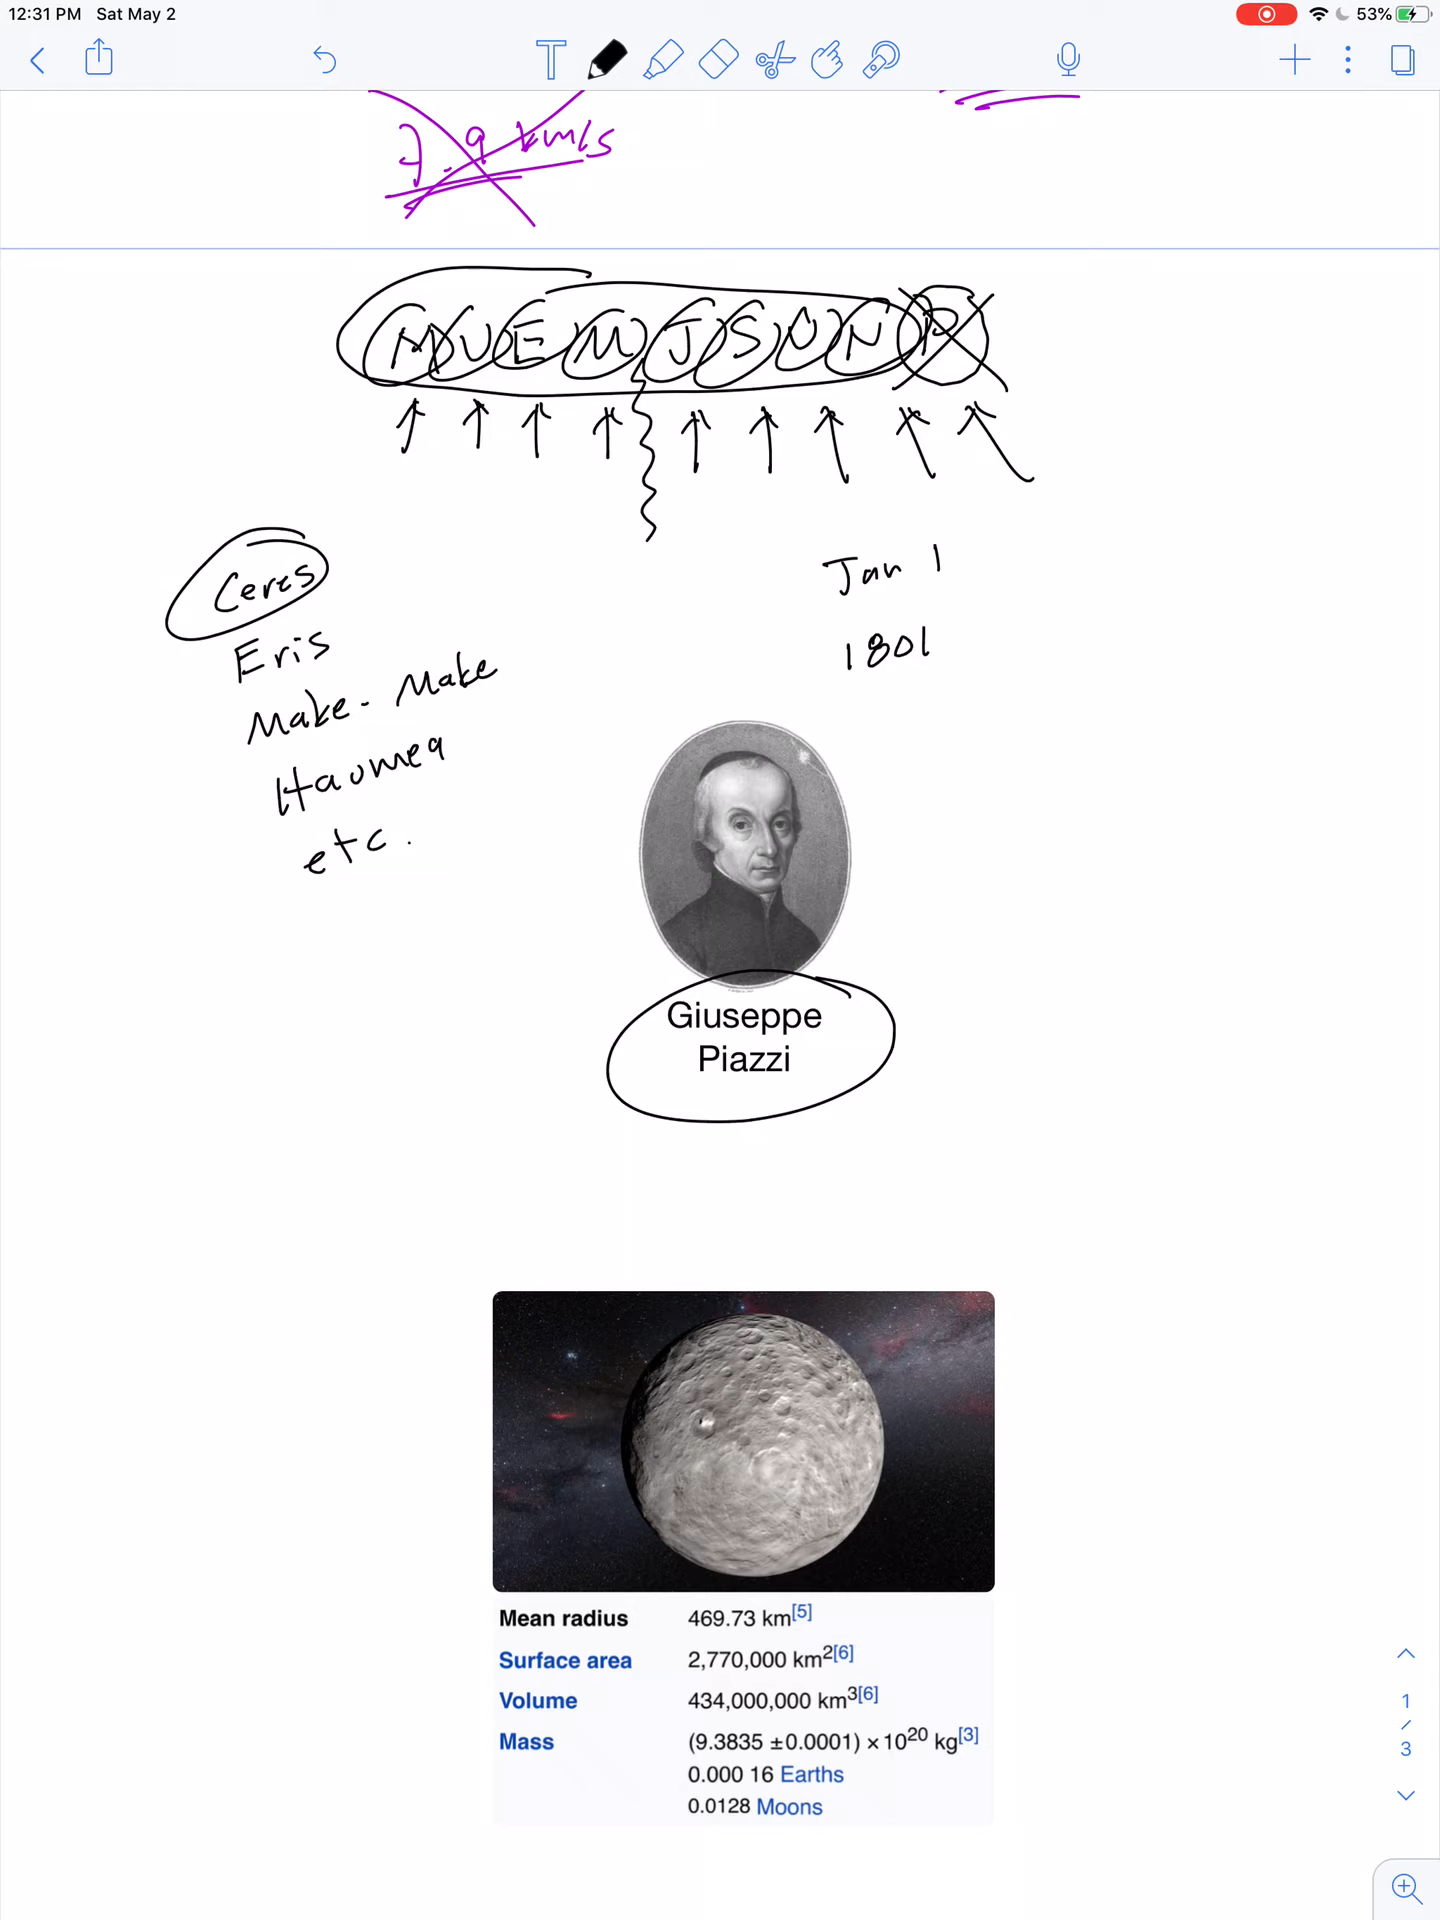 12:31 PM Sat May 2
53%
7.9 km/s
M V E M J S U N P
Ceres
Eris
Make-Make
Haumea
etc.
Jan 1
1801
Giuseppe
Piazzi
Mean radius 469.73 km[5]
Surface area 2,770,000 km²[6]
Volume 434,000,000 km³[6]
Mass (9.3835 ±0.0001) ×10²⁰ kg[3]
0.000 16 Earths
0.0128 Moons
1
/
3